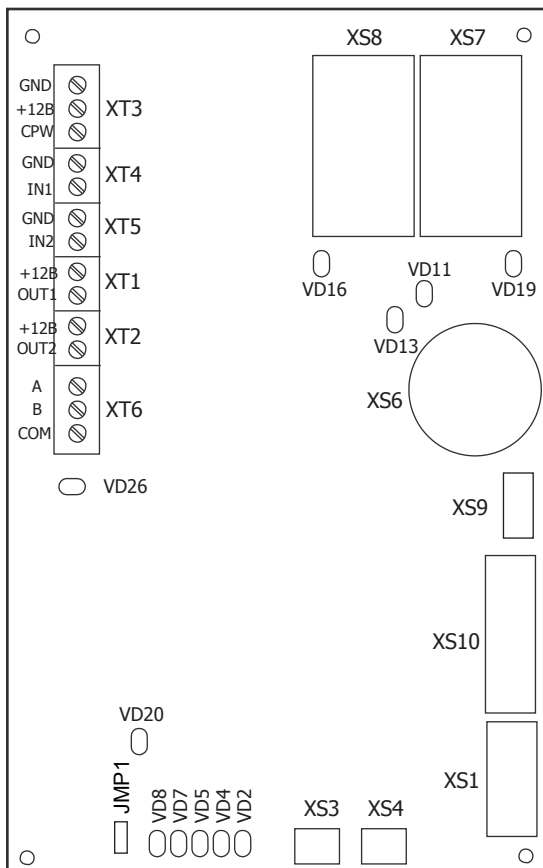 XS8 XS7
GND
+12B XT3
CPW
GND XT4
IN1
GND XT5
IN2
+12B XT1
OUT1
+12B XT2
OUT2
VD16 VD11 VD19
VD13
A
B XT6
COM
XS6
VD26
XS9
XS10
VD20
JMP1
VD8
VD7
VD5
VD4
VD2
XS3 XS4
XS1